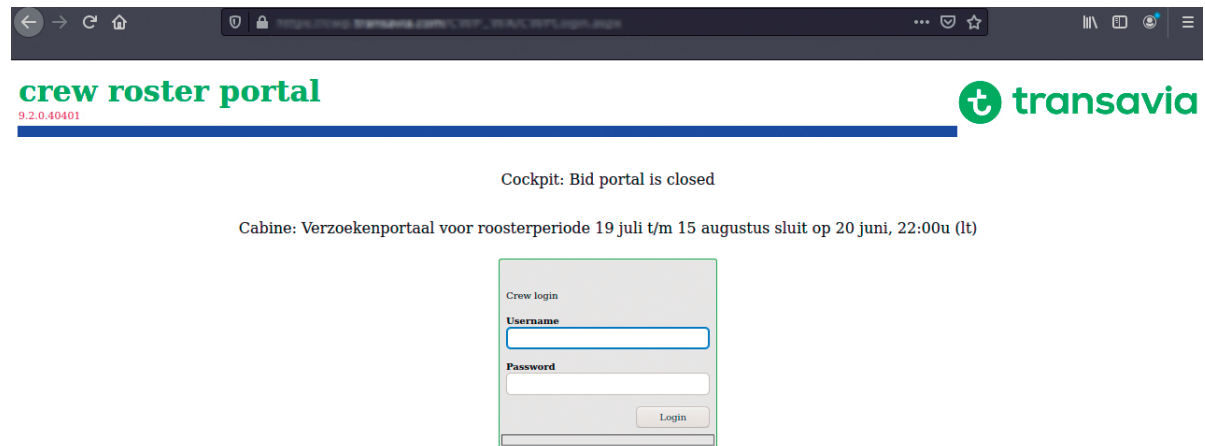 crew roster portal
9.2.0.40401
transavia
Cockpit: Bid portal is closed
Cabine: Verzoekenportaal voor roosterperiode 19 juli t/m 15 augustus sluit op 20 juni, 22:00u (lt)
Crew login
Username
Password
Login